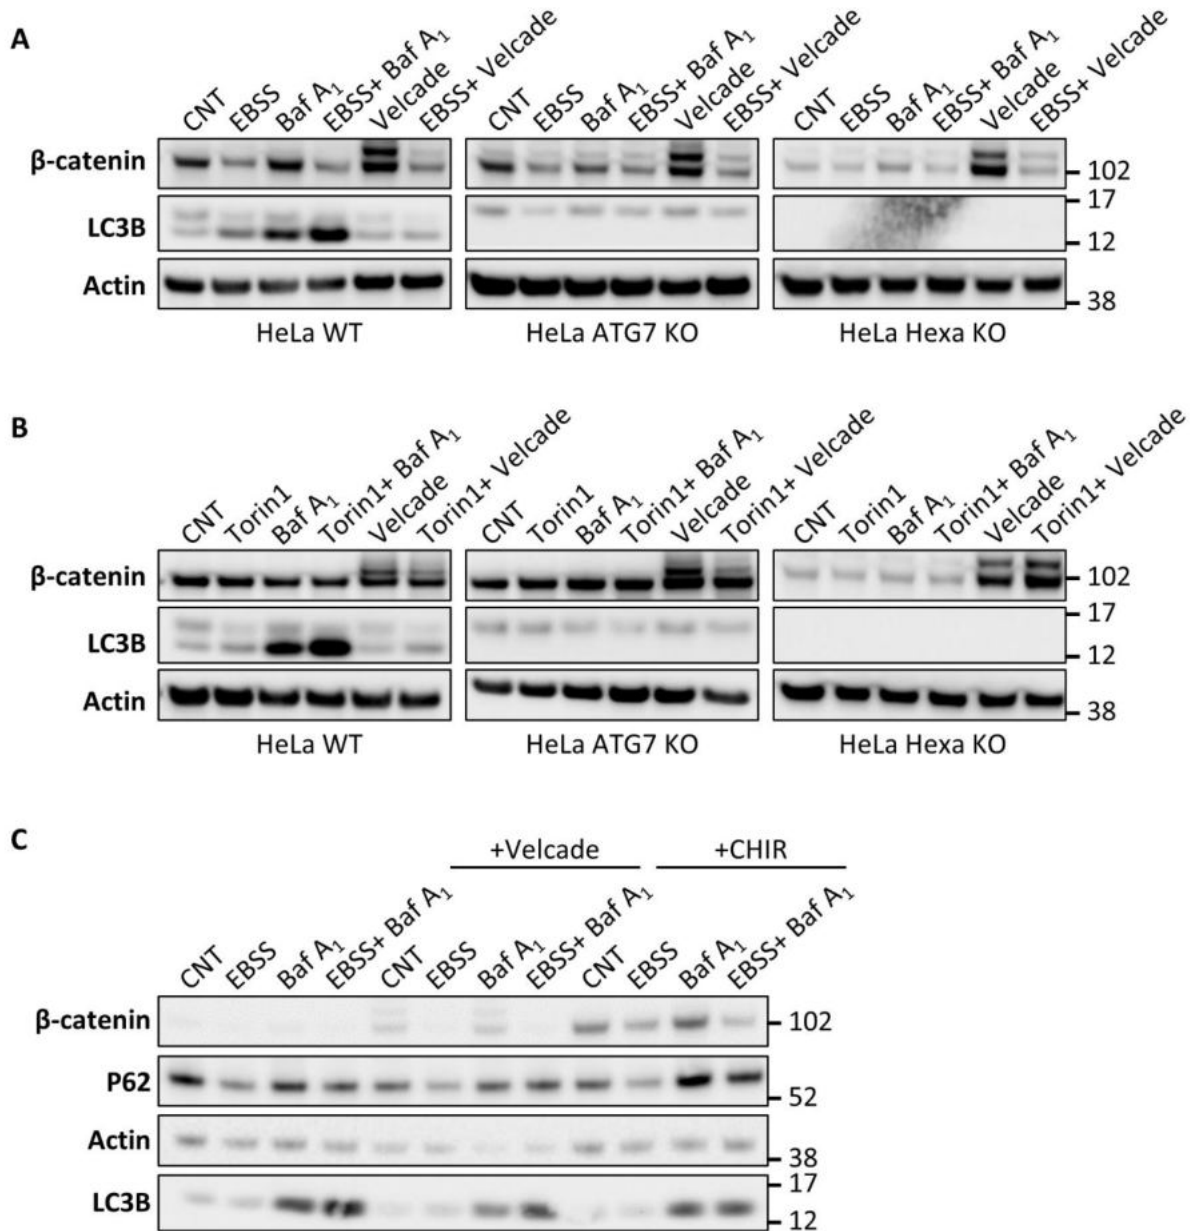 A
CNT EBSS Baf A₁ EBSS+ Baf A₁ Velcade EBSS+ Velcade CNT EBSS Baf A₁ EBSS+ Baf A₁ Velcade EBSS+ Velcade CNT EBSS Baf A₁ EBSS+ Baf A₁ Velcade EBSS+ Velcade
β-catenin 102
17
LC3B 12
Actin 38
HeLa WT HeLa ATG7 KO HeLa Hexa KO
B
CNT Torin1 Baf A₁ Torin1+ Baf A₁ Velcade Torin1+ Velcade CNT Torin1 Baf A₁ Torin1+ Baf A₁ Velcade Torin1+ Velcade CNT Torin1 Baf A₁ Torin1+ Baf A₁ Velcade Torin1+ Velcade
β-catenin 102
17
LC3B 12
Actin 38
HeLa WT HeLa ATG7 KO HeLa Hexa KO
C
+Velcade +CHIR
CNT EBSS Baf A₁ EBSS+ Baf A₁ CNT EBSS Baf A₁ EBSS+ Baf A₁ CNT EBSS Baf A₁ EBSS+ Baf A₁
β-catenin 102
P62 52
Actin 38
17
LC3B 12